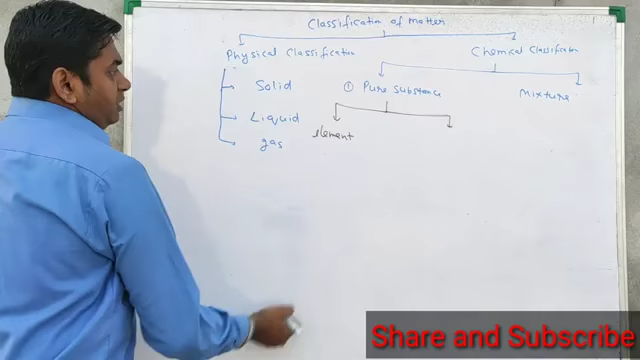 Classification of Matter
Physical Classification
Chemical Classification
Solid
① Pure Substance
Mixture
Liquid
element
gas
Share and Subscribe